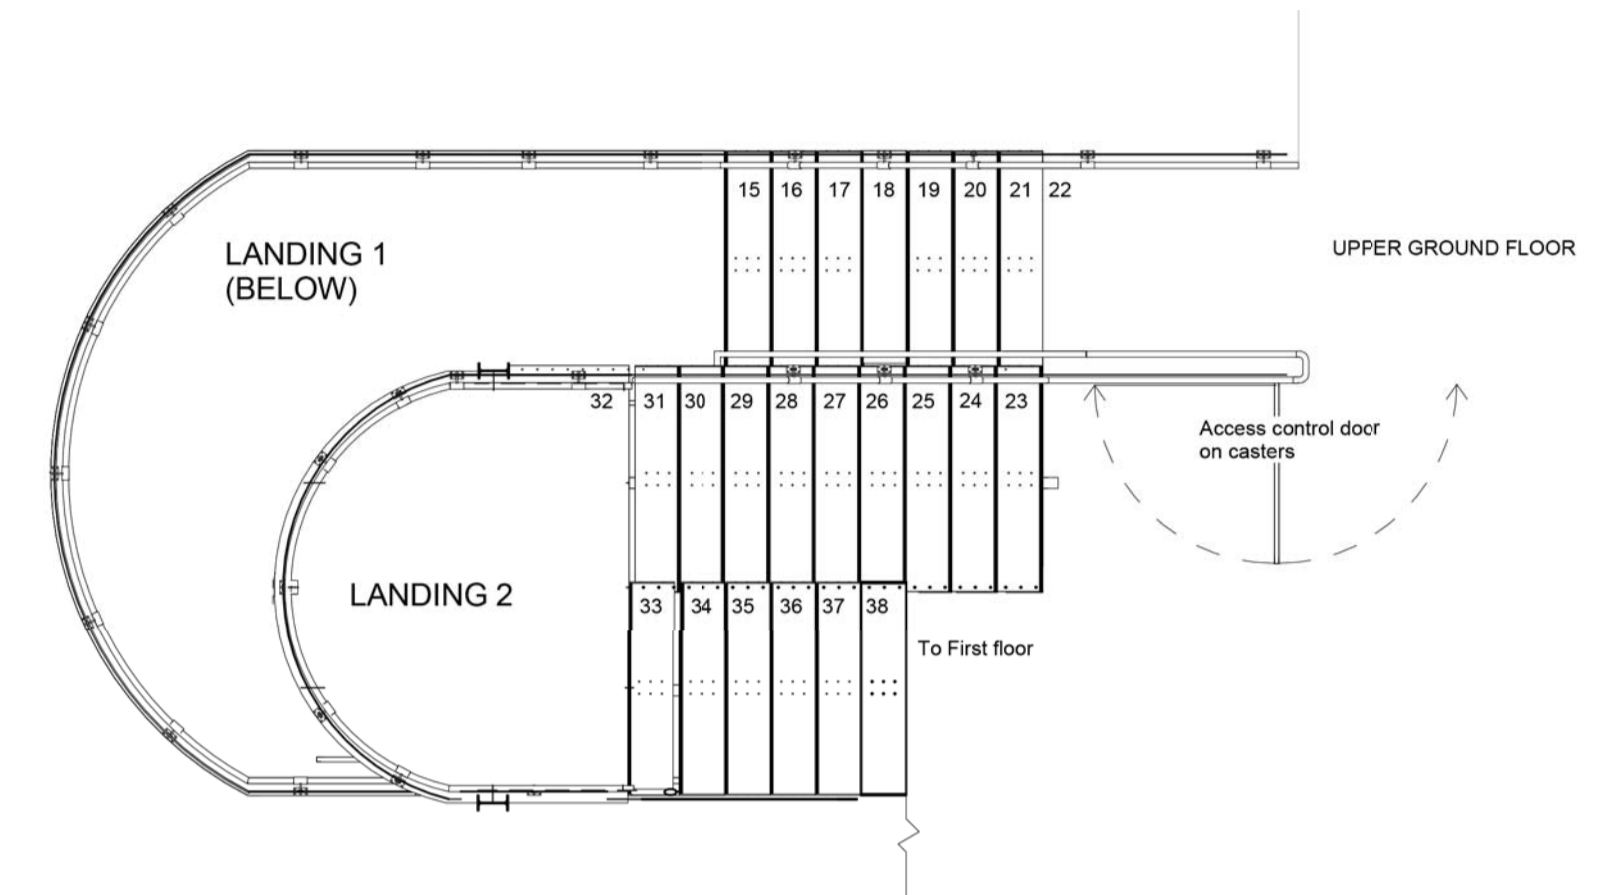 15 16 17 18 19 20 21 22
LANDING 1
(BELOW)
UPPER GROUND FLOOR
32 31 30 29 28 27 26 25 24 23
Access control door
on casters
LANDING 2
33 34 35 36 37 38
To First floor